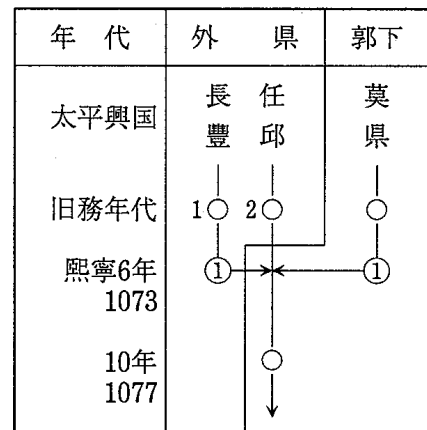 年 代 外 県 郭下
太平興国
長豐
任邱
莫県
旧務年代 1○ 2○ ○
熙寧6年 ① ①
1073
10年 ○
1077